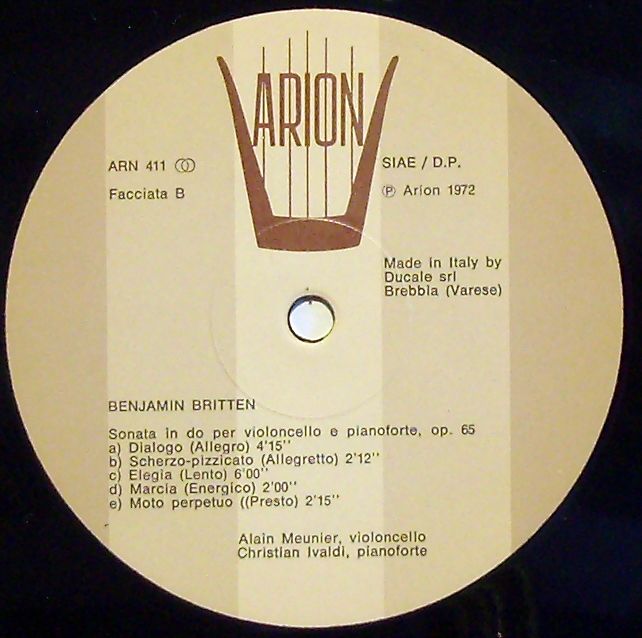 ARION
ARN 411
SIAE / D.P.
Facciata B
℗ Arion 1972
Made in Italy by
Ducale srl
Brebbia (Varese)
BENJAMIN BRITTEN
Sonata in do per violoncello e pianoforte, op. 65
a) Dialogo (Allegro) 4'15''
b) Scherzo-pizzicato (Allegretto) 2'12''
c) Elegia (Lento) 6'00''
d) Marcia (Energico) 2'00''
e) Moto perpetuo ((Presto) 2'15''
Alain Meunier, violoncello
Christian Ivaldi, pianoforte